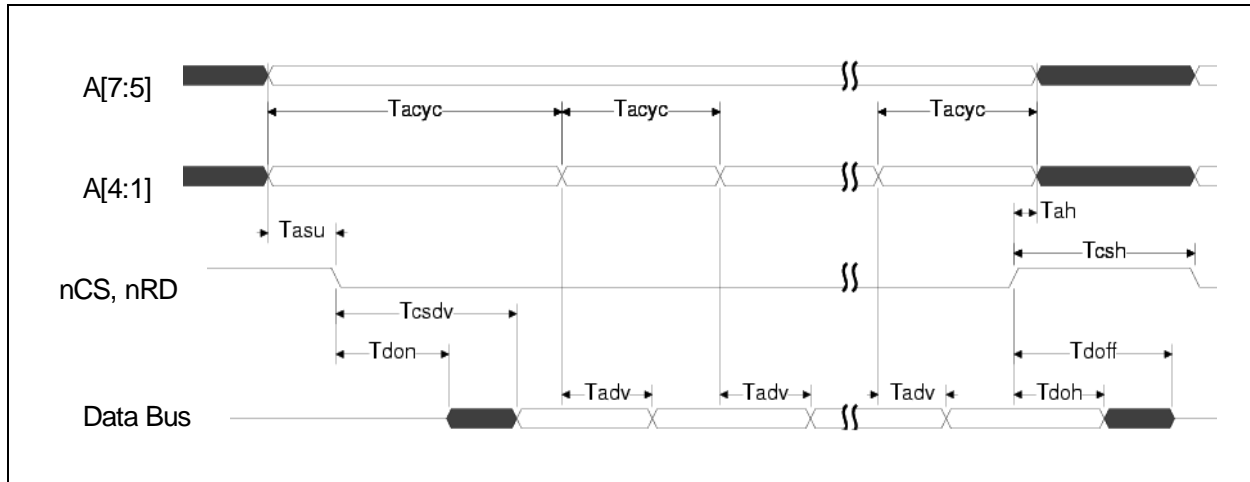 A[7:5]
Tacyc Tacyc Tacyc
A[4:1]
Tasu Tah
Tcsh
nCS, nRD
Tcsdv
Tdon Tdoff
Tadv Tadv Tadv Tdoh
Data Bus